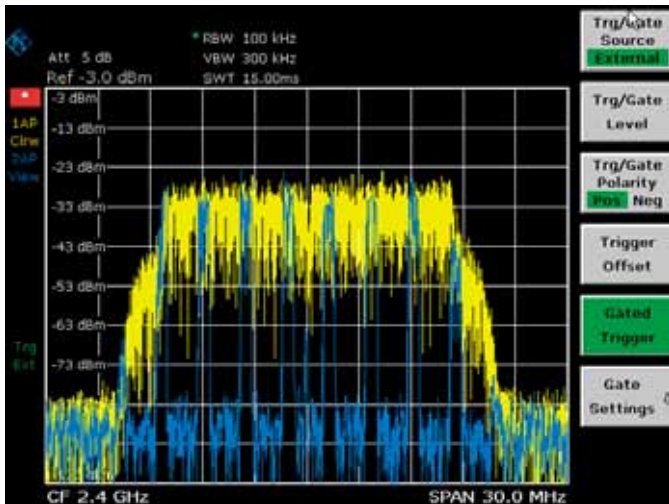 * RBW 100 kHz
Att 5 dB
VBW 300 kHz
Ref -3.0 dBm
SWT 15.00ms
-3 dBm
1AP
Clrw
2AP
View
-13 dBm
-23 dBm
-33 dBm
-43 dBm
-53 dBm
-63 dBm
-73 dBm
Trg
Ext
CF 2.4 GHz
SPAN 30.0 MHz
Trg/Gate
Source
External
Trg/Gate
Level
Trg/Gate
Polarity
Pos Neg
Trigger
Offset
Gated
Trigger
Gate
Settings